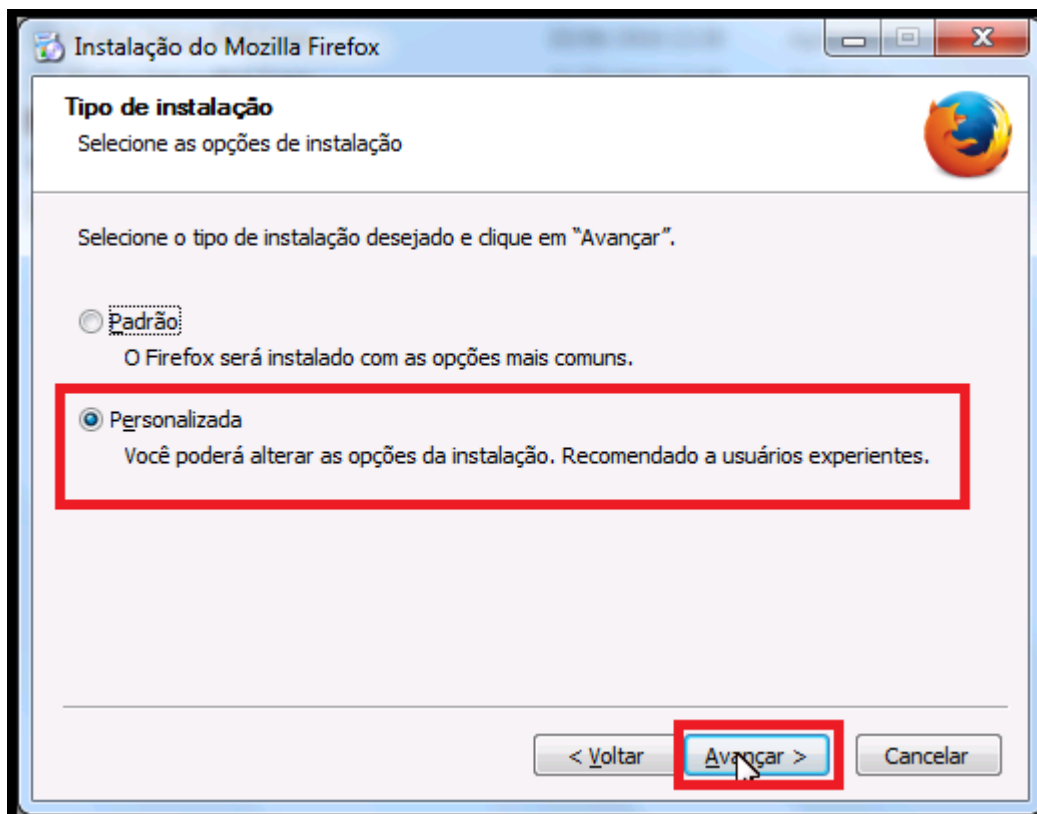 Instalação do Mozilla Firefox
Tipo de instalação
Selecione as opções de instalação
Selecione o tipo de instalação desejado e clique em “Avançar”.
Padrão
O Firefox será instalado com as opções mais comuns.
Personalizada
Você poderá alterar as opções da instalação. Recomendado a usuários experientes.
< Voltar Avançar > Cancelar